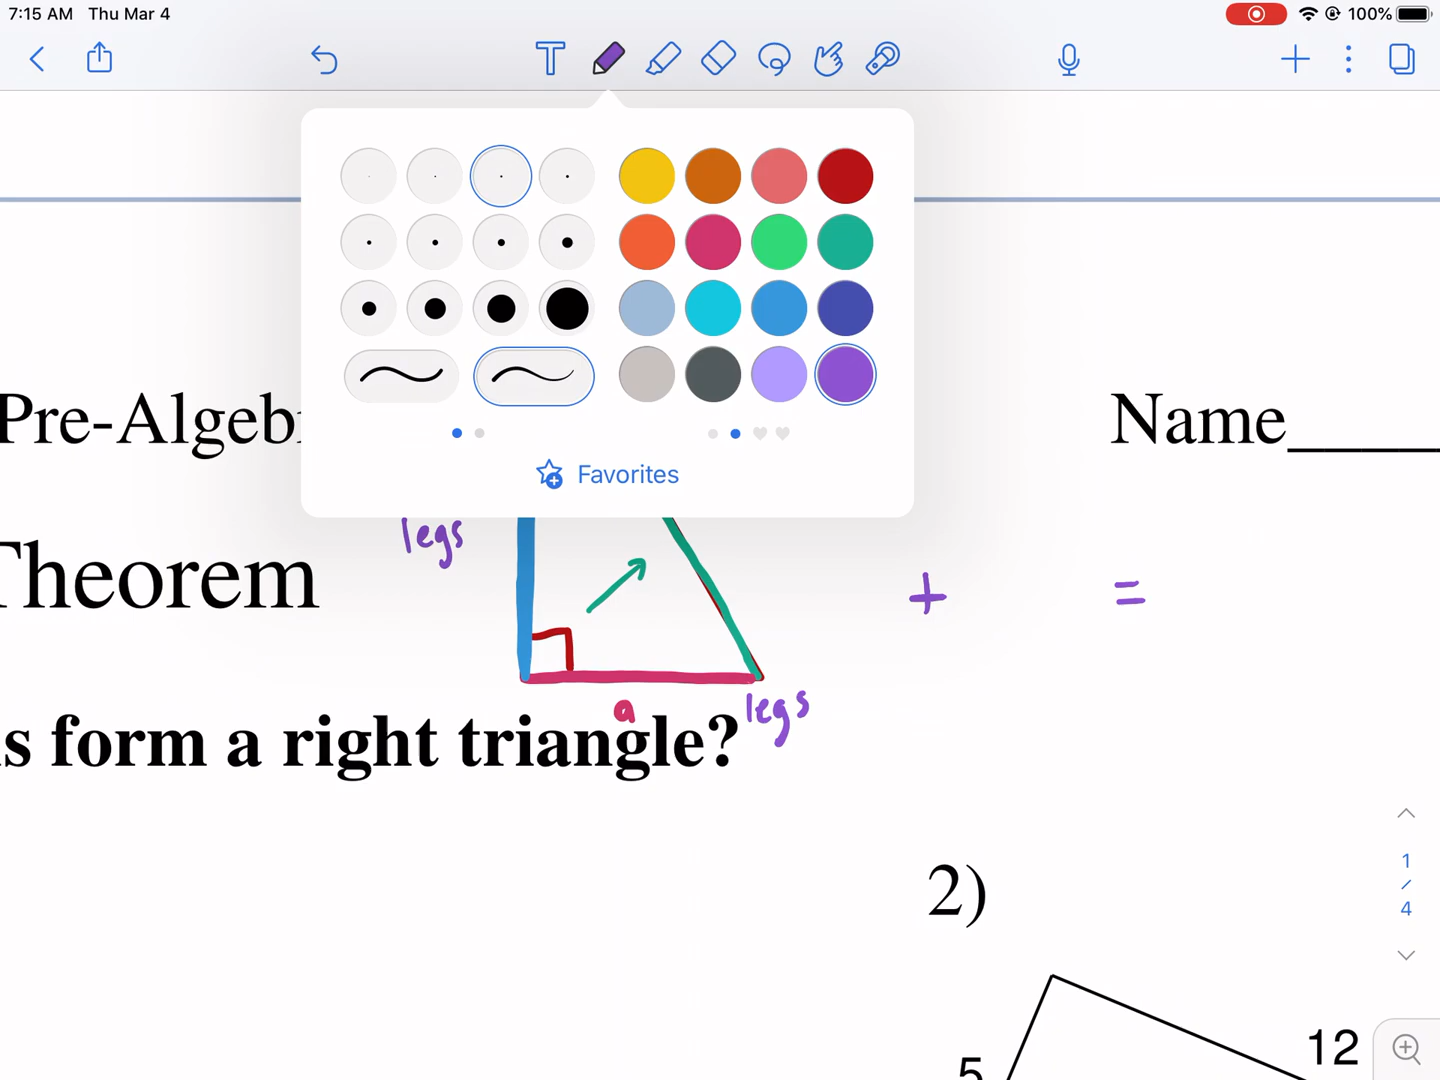 7:15 AM Thu Mar 4
100%
T
Favorites
Pre-Algeb
Name______
legs
Theorem
+ =
a
legs
s form a right triangle?
1
/
4
2)
5
12